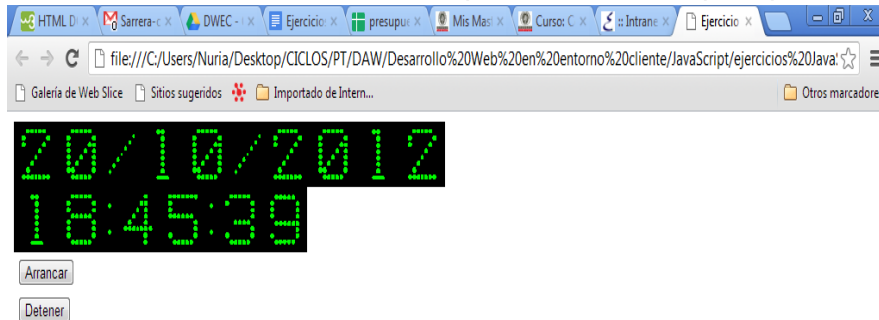 HTML D
Sarrera-c
DWEC -
Ejercicio
presupue
Mis Mas
Curso: C
:: Intrane
Ejercicio
file:///C:/Users/Nuria/Desktop/CICLOS/PT/DAW/Desarrollo%20Web%20en%20entorno%20cliente/JavaScript/ejercicios%20Java
Galería de Web Slice
Sitios sugeridos
Importado de Intern...
Otros marcadore
20/10/2012
18:45:39
Arrancar
Detener